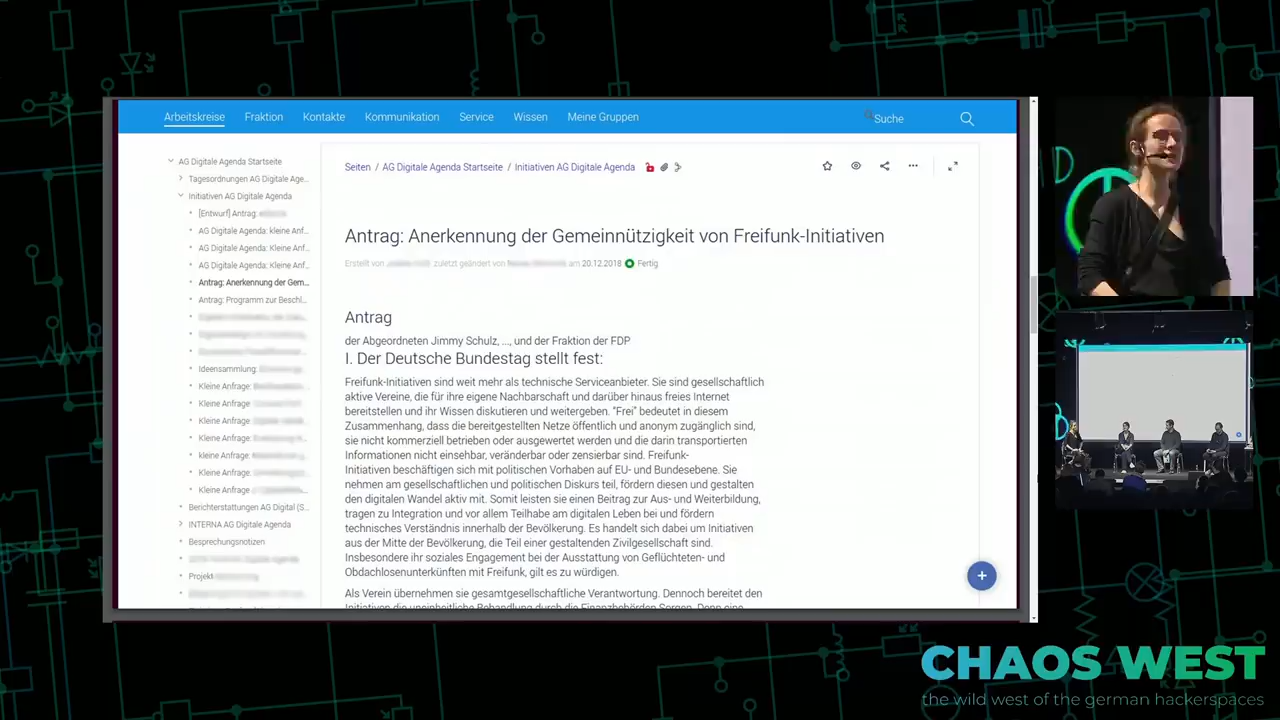 Arbeitskreise Fraktion Kontakte Kommunikation Service Wissen Meine Gruppen Suche
AG Digitale Agenda Startseite
Tagesordnungen AG Digitale Age...
Initiativen AG Digitale Agenda
[Entwurf] Antrag:
AG Digitale Agenda: kleine Anf...
AG Digitale Agenda: Kleine Anf...
AG Digitale Agenda: Kleine Anf...
Antrag: Anerkennung der Gem...
Antrag: Programm zur Beschl...
Ideensammlung:
Kleine Anfrage:
Kleine Anfrage:
Kleine Anfrage:
Kleine Anfrage:
kleine Anfrage:
Kleine Anfrage:
Kleine Anfrage
Berichterstattungen AG Digital (S...
INTERNA AG Digitale Agenda
Besprechungsnotizen
Projekt
Seiten / AG Digitale Agenda Startseite / Initiativen AG Digitale Agenda
Antrag: Anerkennung der Gemeinnützigkeit von Freifunk-Initiativen
Erstellt von zuletzt geändert von am 20.12.2018 Fertig
Antrag
der Abgeordneten Jimmy Schulz, ..., und der Fraktion der FDP
I. Der Deutsche Bundestag stellt fest:
Freifunk-Initiativen sind weit mehr als technische Serviceanbieter. Sie sind gesellschaftlich
aktive Vereine, die für ihre eigene Nachbarschaft und darüber hinaus freies Internet
bereitstellen und ihr Wissen diskutieren und weitergeben. "Frei" bedeutet in diesem
Zusammenhang, dass die bereitgestellten Netze öffentlich und anonym zugänglich sind,
sie nicht kommerziell betrieben oder ausgewertet werden und die darin transportierten
Informationen nicht einsehbar, veränderbar oder zensierbar sind. Freifunk-
Initiativen beschäftigen sich mit politischen Vorhaben auf EU- und Bundesebene. Sie
nehmen am gesellschaftlichen und politischen Diskurs teil, fördern diesen und gestalten
den digitalen Wandel aktiv mit. Somit leisten sie einen Beitrag zur Aus- und Weiterbildung,
tragen zu Integration und vor allem Teilhabe am digitalen Leben bei und fördern
technisches Verständnis innerhalb der Bevölkerung. Es handelt sich dabei um Initiativen
aus der Mitte der Bevölkerung, die Teil einer gestaltenden Zivilgesellschaft sind.
Insbesondere ihr soziales Engagement bei der Ausstattung von Geflüchteten- und
Obdachlosenunterkünften mit Freifunk, gilt es zu würdigen.
Als Verein übernehmen sie gesamtgesellschaftliche Verantwortung. Dennoch bereitet den
Initiativen die uneinheitliche Behandlung durch die Finanzbehörden Sorgen. Denn eine
CHAOS WEST
the wild west of the german hackerspaces